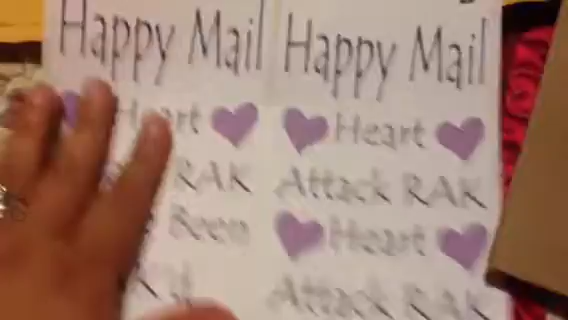 Happy Mail Happy Mail
Heart Heart
RAK Attack RAK
Been Heart
Attack RAK